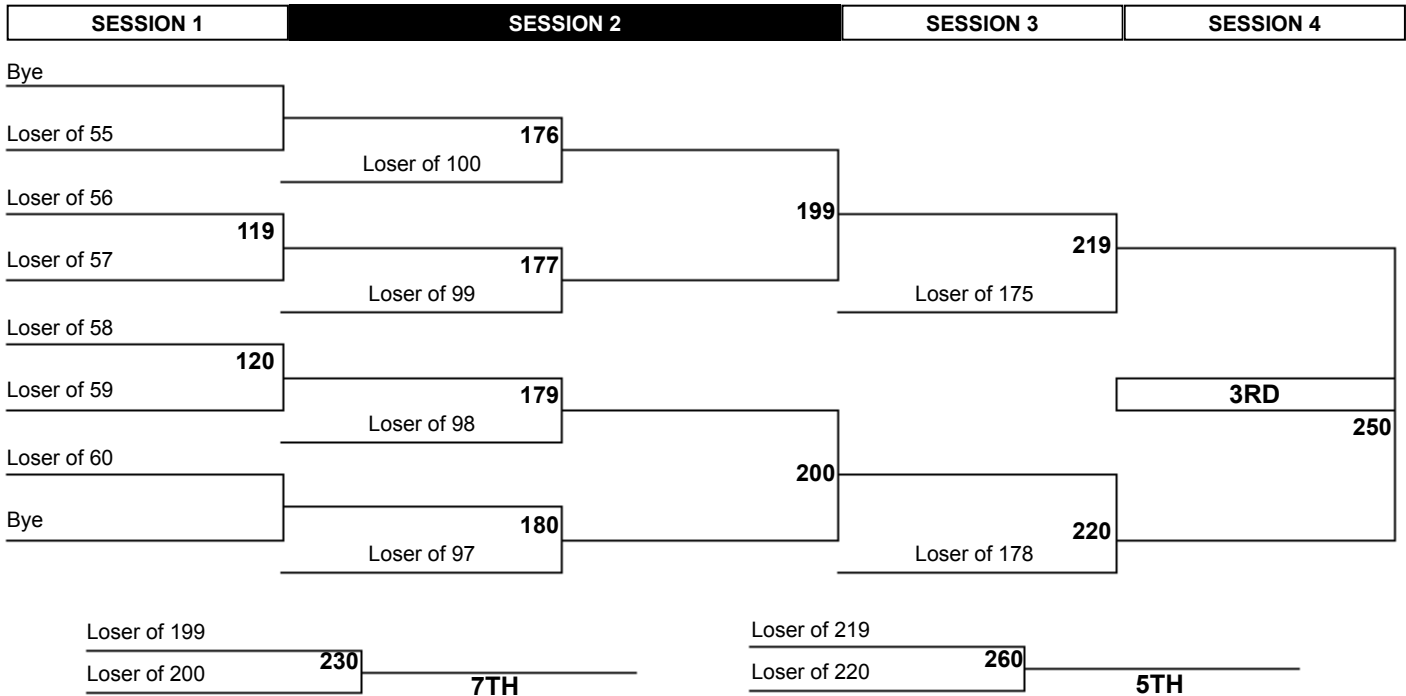 SESSION 1
SESSION 2
SESSION 3
SESSION 4
Bye
Loser of 55
176
Loser of 100
Loser of 56
199
119
219
Loser of 57
177
Loser of 99
Loser of 175
Loser of 58
120
Loser of 59
179
3RD
Loser of 98
250
Loser of 60
200
Bye
180
220
Loser of 97
Loser of 178
Loser of 199
230
Loser of 200
7TH
Loser of 219
260
Loser of 220
5TH